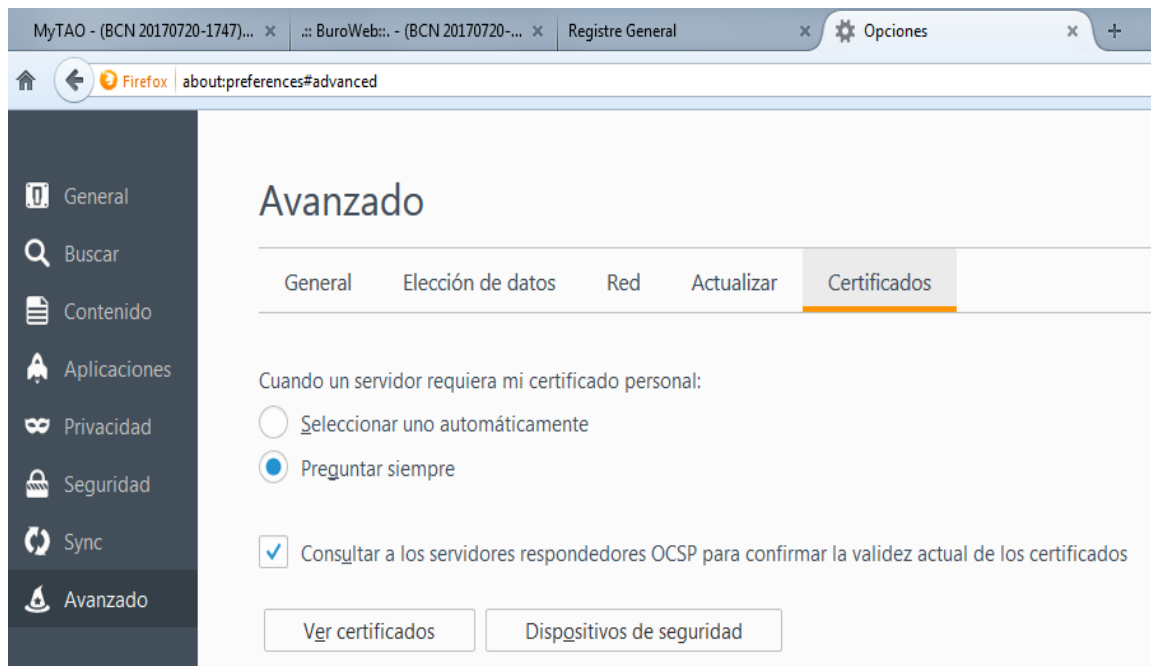 MyTAO - (BCN 20170720-1747)... × .:: BuroWeb::. - (BCN 20170720-... × Registre General × Opciones × +
Firefox about:preferences#advanced
General
Buscar
Contenido
Aplicaciones
Privacidad
Seguridad
Sync
Avanzado
Avanzado
General Elección de datos Red Actualizar Certificados
Cuando un servidor requiera mi certificado personal:
Seleccionar uno automáticamente
Preguntar siempre
Consultar a los servidores respondedores OCSP para confirmar la validez actual de los certificados
Ver certificados Dispositivos de seguridad